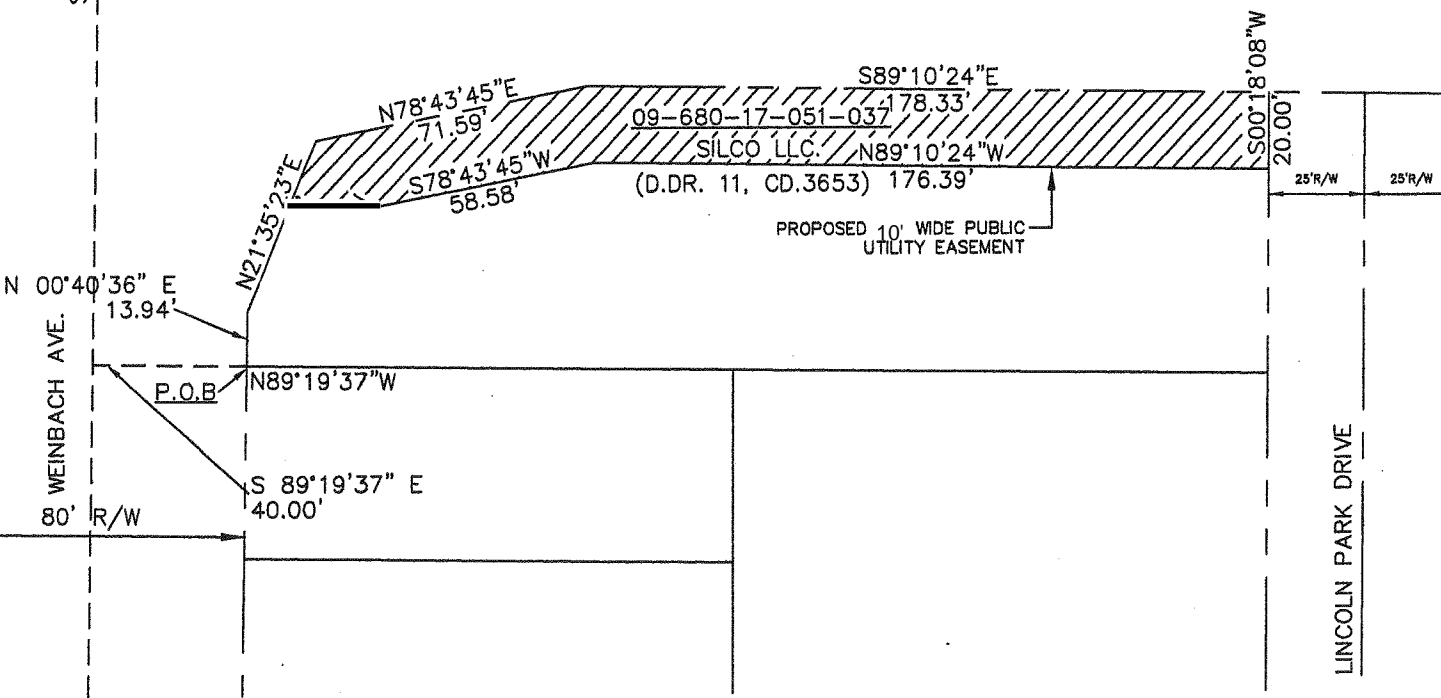 S89°10'24"E
178.33'
N78°43'45"E
71.59'
09-680-17-051-037
SILCO LLC.
N89°10'24"W
176.39'
S78°43'45"W
58.58'
(D.DR. 11, CD.3653)
S00°18'08"W
20.00'
25'R/W
25'R/W
PROPOSED 10' WIDE PUBLIC
UTILITY EASEMENT
N21°35'23"E
N 00°40'36" E
13.94'
WEINBACH AVE.
P.O.B
N89°19'37"W
S 89°19'37" E
40.00'
80' R/W
LINCOLN PARK DRIVE